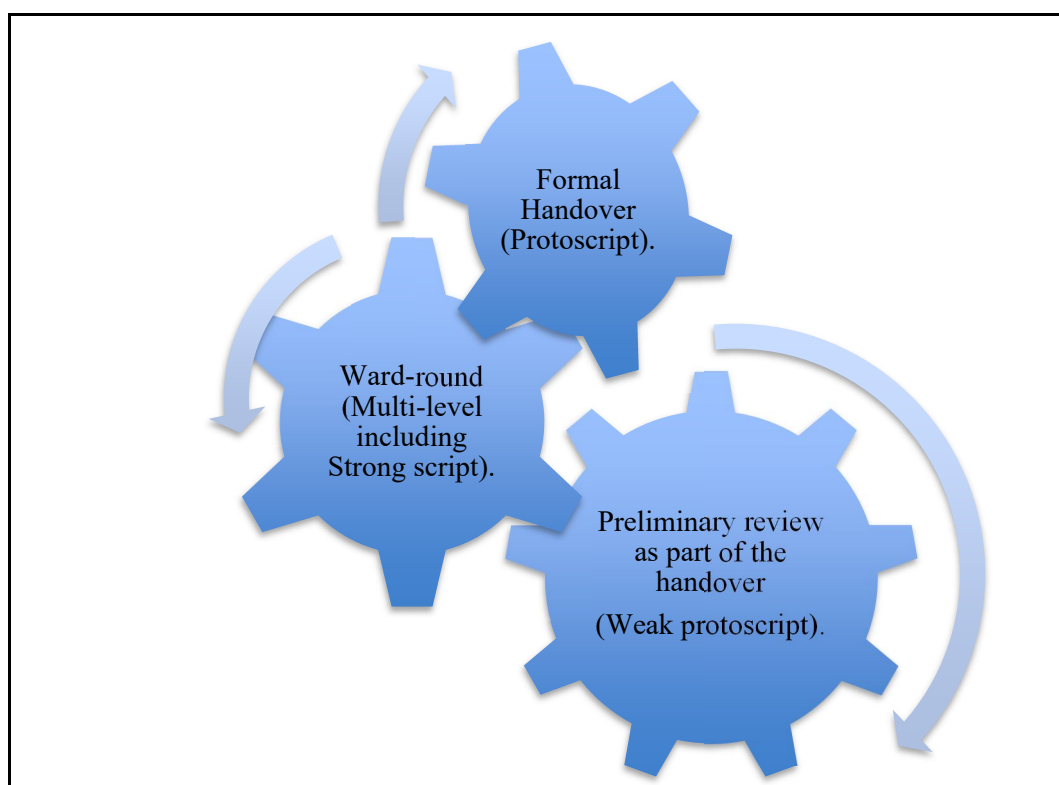 Formal
Handover
(Protoscript).
Ward-round
(Multi-level
including
Strong script).
Preliminary review
as part of the
handover
(Weak protoscript).